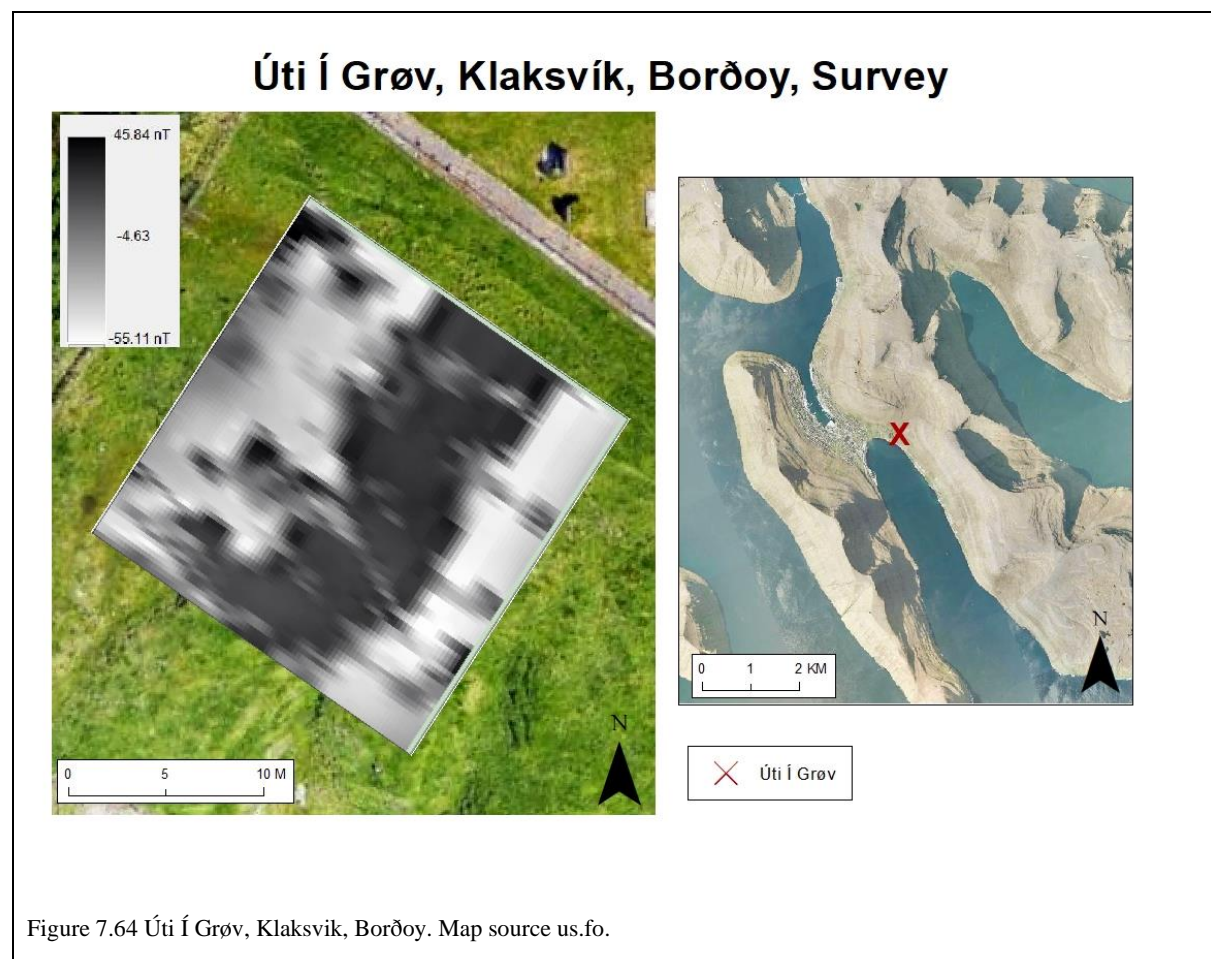 Úti Í Grøv, Klaksvík, Borðoy, Survey
45.84 nT
-4.63
-55.11 nT
N
0 5 10 M
X
N
0 1 2 KM
Úti Í Grøv
Figure 7.64 Úti Í Grøv, Klaksvik, Borðoy. Map source us.fo.